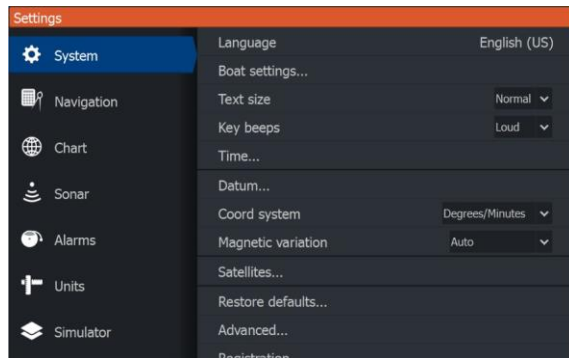 Settings
System
Navigation
Chart
Sonar
Alarms
Units
Simulator
Language English (US)
Boat settings...
Text size Normal
Key beeps Loud
Time...
Datum...
Coord system Degrees/Minutes
Magnetic variation Auto
Satellites...
Restore defaults...
Advanced...
Registration